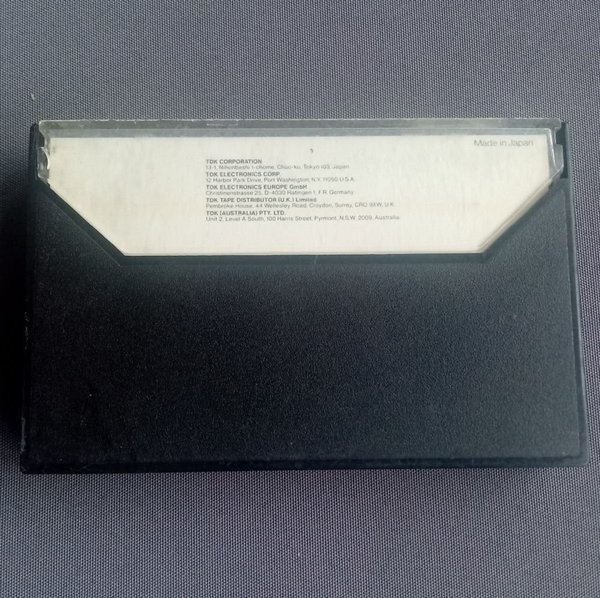 Made in Japan
TDK CORPORATION
13-1, Nihonbashi 1-chome, Chuo-ku, Tokyo 103, Japan
TDK ELECTRONICS CORP.
12 Harbor Park Drive, Port Washington, N.Y. 11050 U.S.A.
TDK ELECTRONICS EUROPE GmbH
Christinenstrasse 25, D-4030 Ratingen 1, F.R. Germany
TDK TAPE DISTRIBUTOR (U.K.) Limited
Pembroke House, 44 Wellesley Road, Croydon, Surrey, CR0 9XW, U.K.
TDK (AUSTRALIA) PTY. LTD.
Unit 2, Level A South, 100 Harris Street, Pyrmont, N.S.W. 2009, Australia